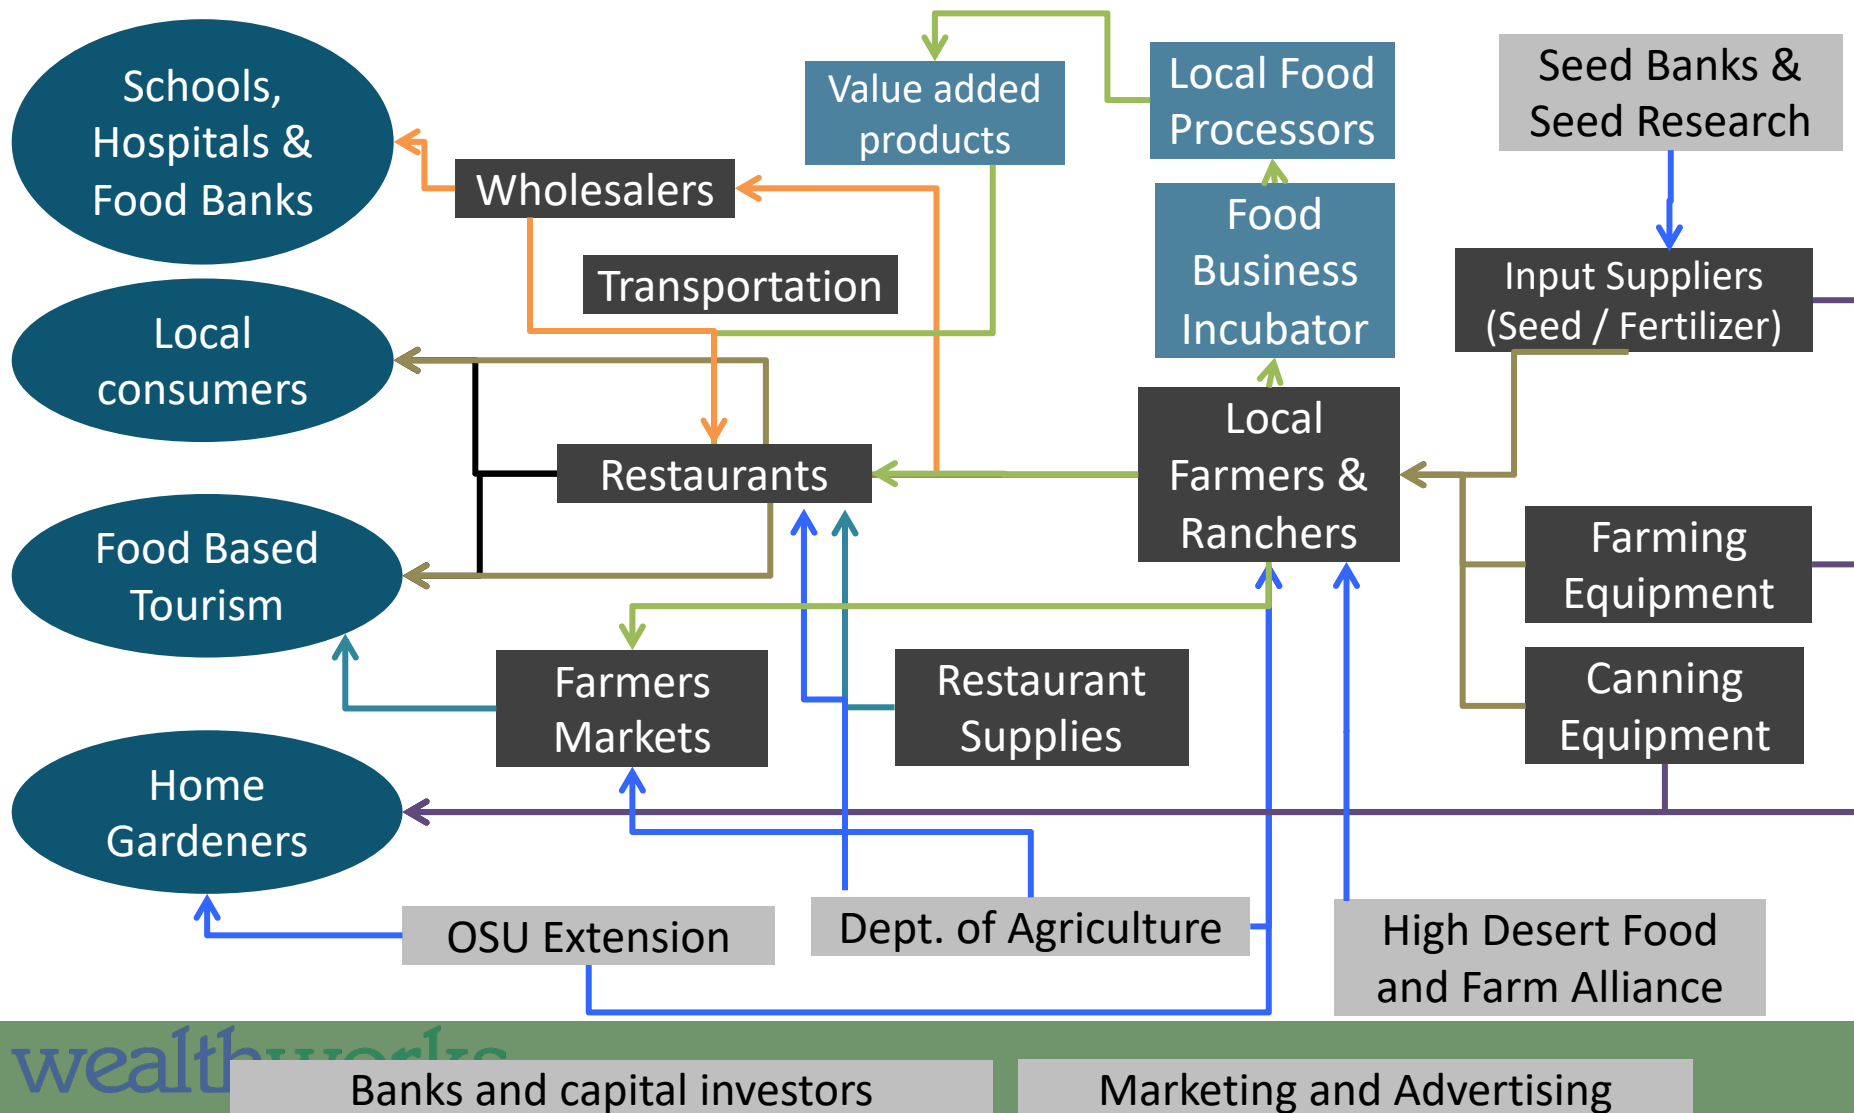 Schools,
Hospitals &
Food Banks
Wholesalers
Value added
products
Local Food
Processors
Seed Banks &
Seed Research
Transportation
Food
Business
Incubator
Input Suppliers
(Seed / Fertilizer)
Local
consumers
Restaurants
Local
Farmers &
Ranchers
Food Based
Tourism
Farming
Equipment
Farmers
Markets
Restaurant
Supplies
Canning
Equipment
Home
Gardeners
OSU Extension
Dept. of Agriculture
High Desert Food
and Farm Alliance
wealthworks
Banks and capital investors
Marketing and Advertising